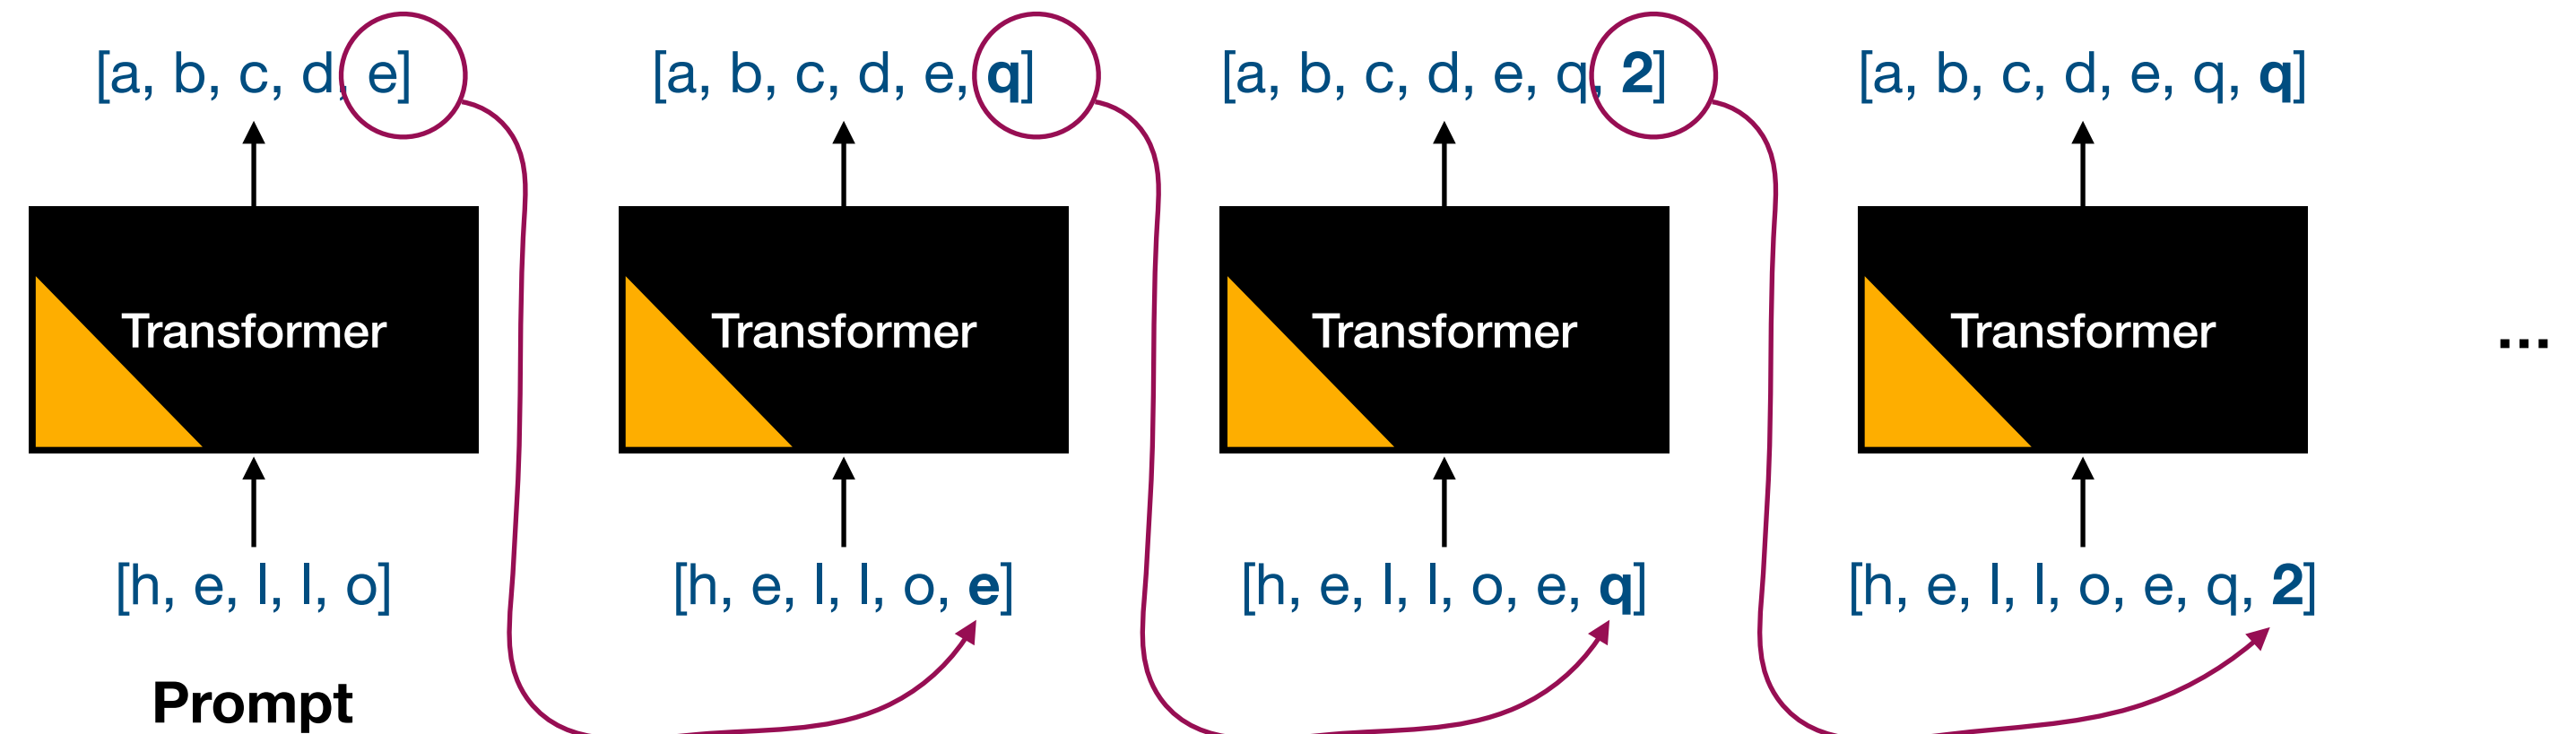 [a, b, c, d, e] [a, b, c, d, e, q] [a, b, c, d, e, q, 2] [a, b, c, d, e, q, q]
Transformer Transformer Transformer Transformer ...
[h, e, l, l, o] [h, e, l, l, o, e] [h, e, l, l, o, e, q] [h, e, l, l, o, e, q, 2]
Prompt